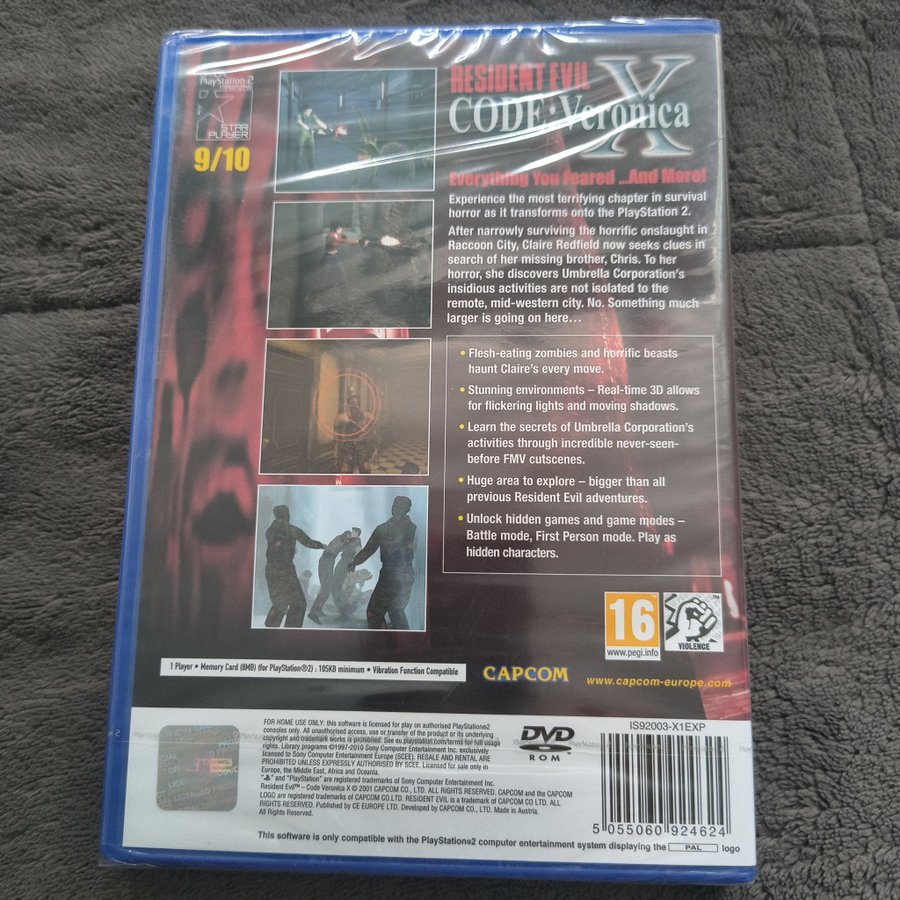 PlayStation 2
MAGAZINE
STAR
PLAYER
9/10
RESIDENT EVIL
CODE:Veronica X
Everything You Feared ...And More!
Experience the most terrifying chapter in survival
horror as it transforms onto the PlayStation 2.
After narrowly surviving the horrific onslaught in
Raccoon City, Claire Redfield now seeks clues in
search of her missing brother, Chris. To her
horror, she discovers Umbrella Corporation's
insidious activities are not isolated to the
remote, mid-western city. No. Something much
larger is going on here…
• Flesh-eating zombies and horrific beasts
haunt Claire's every move.
• Stunning environments – Real-time 3D allows
for flickering lights and moving shadows.
• Learn the secrets of Umbrella Corporation's
activities through incredible never-seen-
before FMV cutscenes.
• Huge area to explore – bigger than all
previous Resident Evil adventures.
• Unlock hidden games and game modes –
Battle mode, First Person mode. Play as
hidden characters.
16
www.pegi.info
VIOLENCE
1 Player • Memory Card (8MB) (for PlayStation®2) : 105KB minimum • Vibration Function Compatible
CAPCOM
www.capcom-europe.com
FOR HOME USE ONLY: this software is licensed for play on authorised PlayStation2
consoles only. All unauthorised access, use or transfer of the product or its underlying
copyright and trademark works is prohibited. See eu.playstation.com/terms for full usage
rights. Library programs ©1997-2010 Sony Computer Entertainment Inc. exclusively
licensed to Sony Computer Entertainment Europe (SCEE). RESALE AND RENTAL ARE
PROHIBITED UNLESS EXPRESSLY AUTHORISED BY SCEE. Licensed for sale only in
Europe, the Middle East, Africa and Oceania.
" " and "PlayStation" are registered trademarks of Sony Computer Entertainment Inc.
Resident Evil™ – Code Veronica X © 2001 CAPCOM CO., LTD. ALL RIGHTS RESERVED. CAPCOM and the CAPCOM
LOGO are registered trademarks of CAPCOM CO.LTD. RESIDENT EVIL is a trademark of CAPCOM CO LTD. ALL
RIGHTS RESERVED. Published by CE EUROPE LTD. Developed by CAPCOM CO., LTD. Made in Austria.
All Rights Reserved.
DVD
ROM
IS92003-X1EXP
5 055060 924624
This software is only compatible with the PlayStation2 computer entertainment system displaying the PAL logo